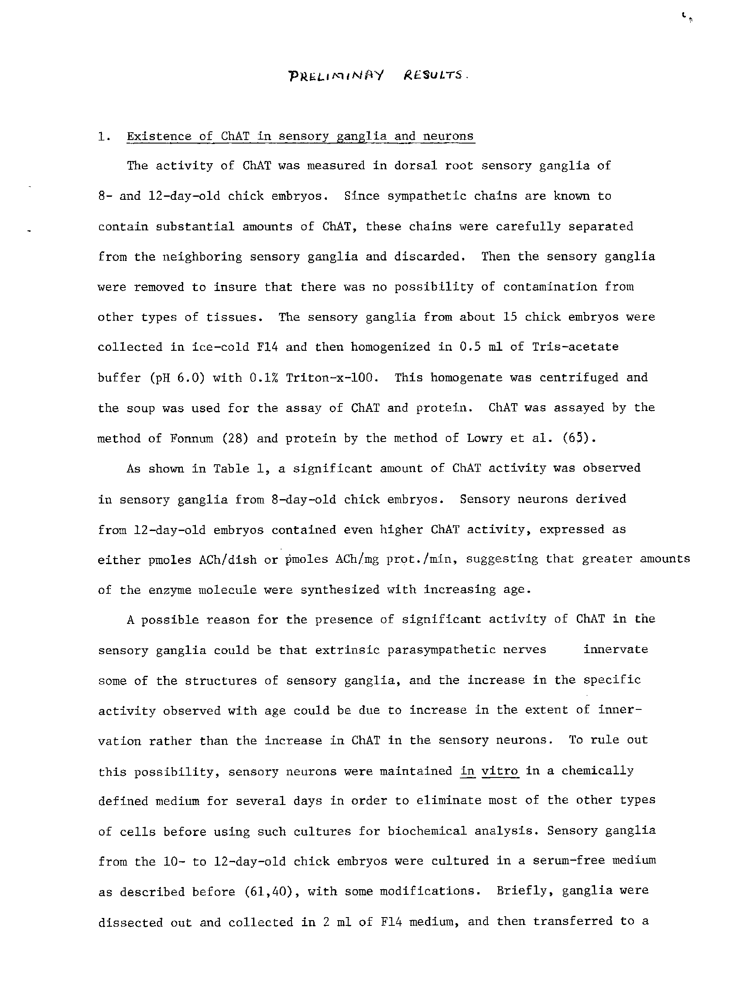 PRELIMINAY RESULTS.
1. Existence of ChAT in sensory ganglia and neurons
The activity of ChAT was measured in dorsal root sensory ganglia of
8- and 12-day-old chick embryos. Since sympathetic chains are known to
contain substantial amounts of ChAT, these chains were carefully separated
from the neighboring sensory ganglia and discarded. Then the sensory ganglia
were removed to insure that there was no possibility of contamination from
other types of tissues. The sensory ganglia from about 15 chick embryos were
collected in ice-cold F14 and then homogenized in 0.5 ml of Tris-acetate
buffer (pH 6.0) with 0.1% Triton-x-100. This homogenate was centrifuged and
the soup was used for the assay of ChAT and protein. ChAT was assayed by the
method of Fonnum (28) and protein by the method of Lowry et al. (65).
As shown in Table 1, a significant amount of ChAT activity was observed
in sensory ganglia from 8-day-old chick embryos. Sensory neurons derived
from 12-day-old embryos contained even higher ChAT activity, expressed as
either pmoles ACh/dish or pmoles ACh/mg prot./min, suggesting that greater amounts
of the enzyme molecule were synthesized with increasing age.
A possible reason for the presence of significant activity of ChAT in the
sensory ganglia could be that extrinsic parasympathetic nerves innervate
some of the structures of sensory ganglia, and the increase in the specific
activity observed with age could be due to increase in the extent of inner-
vation rather than the increase in ChAT in the sensory neurons. To rule out
this possibility, sensory neurons were maintained in vitro in a chemically
defined medium for several days in order to eliminate most of the other types
of cells before using such cultures for biochemical analysis. Sensory ganglia
from the 10- to 12-day-old chick embryos were cultured in a serum-free medium
as described before (61,40), with some modifications. Briefly, ganglia were
dissected out and collected in 2 ml of F14 medium, and then transferred to a